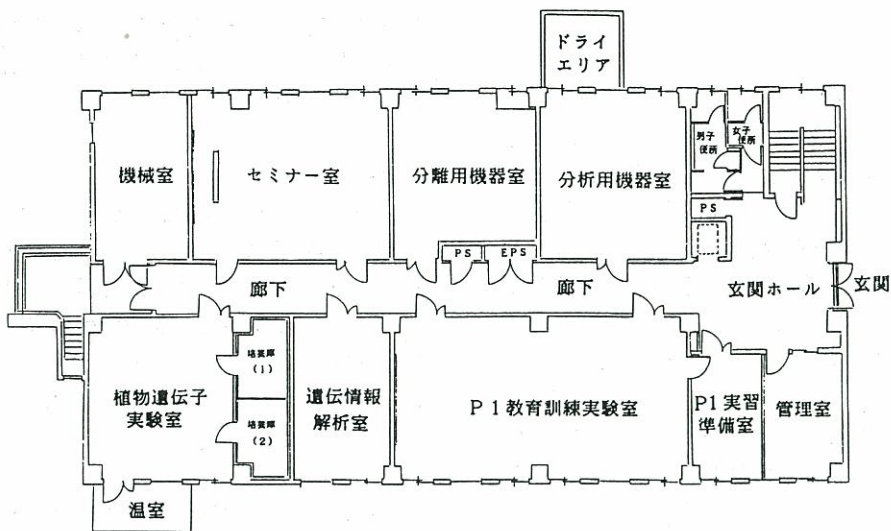 ドライ
エリア
機械室
セミナー室
分離用機器室
分析用機器室
男子
便所
女子
便所
PS
PS
EPS
廊下
廊下
玄関ホール
玄関
植物遺伝子
実験室
培養庫
(1)
培養庫
(2)
遺伝情報
解析室
P1教育訓練実験室
P1実習
準備室
管理室
温室